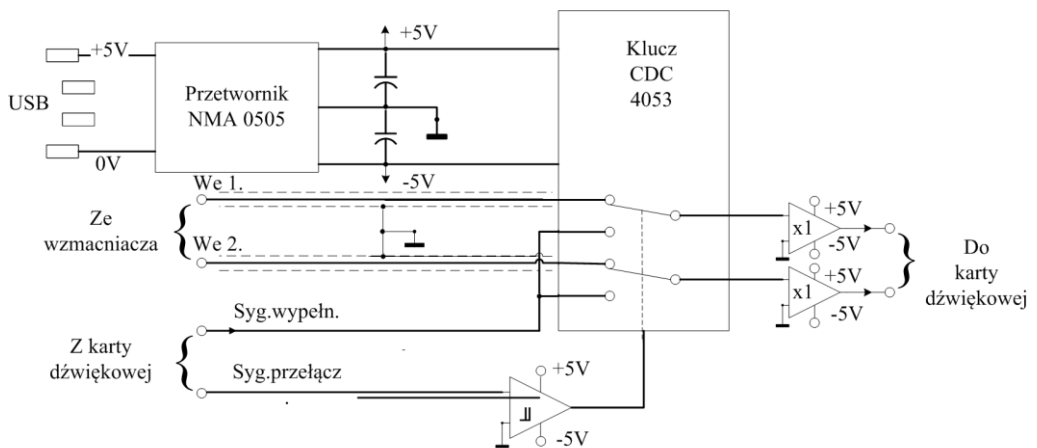 USB
+5V
0V
Przetwornik
NMA 0505
+5V
-5V
Klucz
CDC
4053
We 1.
Ze
wzmacniacza
We 2.
+5V
x1
-5V
+5V
x1
-5V
Do
karty
dźwiękowej
Syg.wypełn.
Z karty
dźwiękowej
Syg.przełącz
+5V
-5V